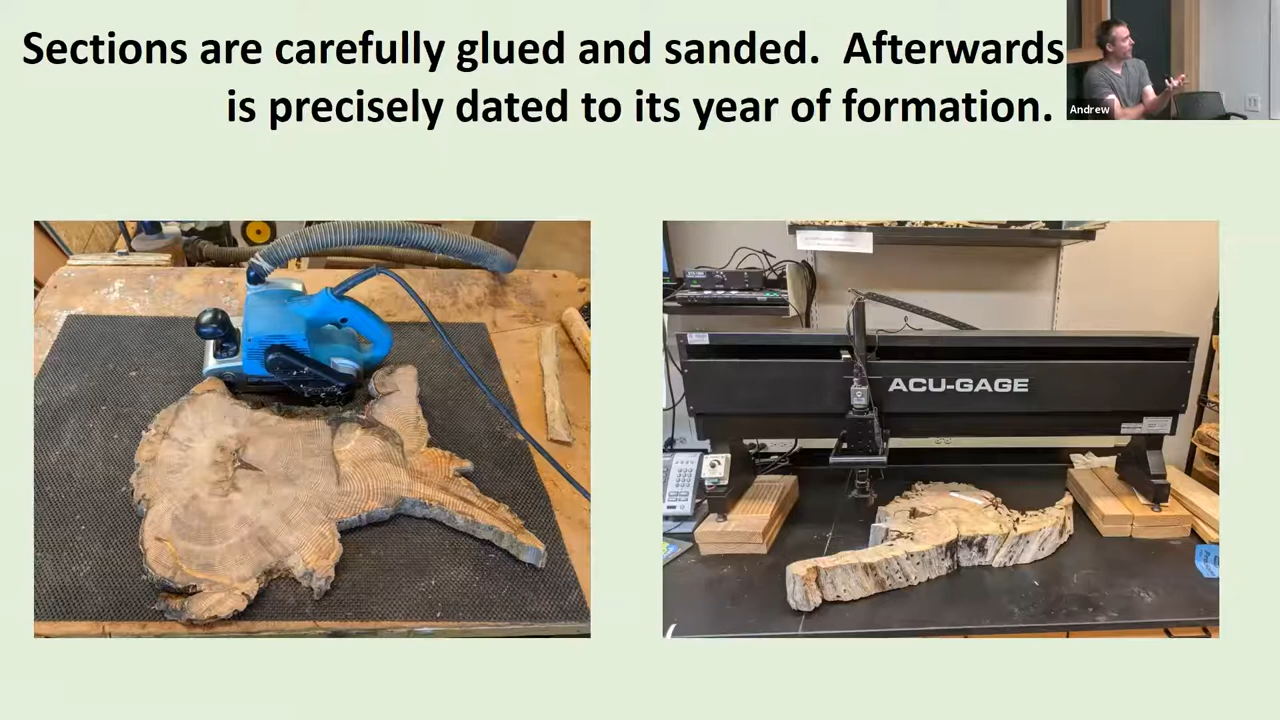 Sections are carefully glued and sanded.  Afterwards
is precisely dated to its year of formation.
Andrew
ACU-GAGE